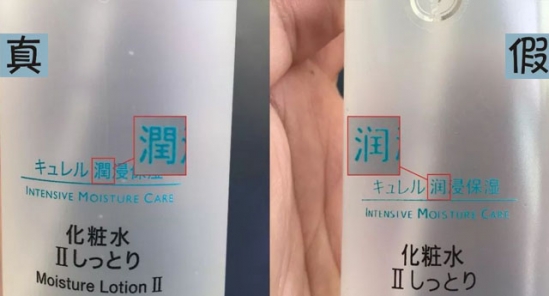 真
潤
キュレル 潤浸保湿
INTENSIVE MOISTURE CARE
化粧水
Ⅱしっとり
Moisture Lotion Ⅱ
假
润
キュレル 润浸保湿
INTENSIVE MOISTURE CARE
化粧水
Ⅱしっとり